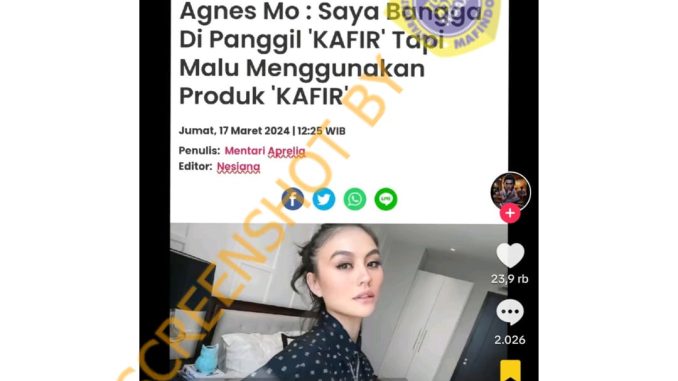 Agnes Mo : Saya Bangga
Di Panggil 'KAFIR' Tapi
Malu Menggunakan
Produk 'KAFIR'
Jumat, 17 Maret 2024 | 12:25 WIB
Penulis: Mentari Aprelia
Editor: Nesiana
LINE
23,9 rb
2.026
SCREENSHOT BY
MAFINDO